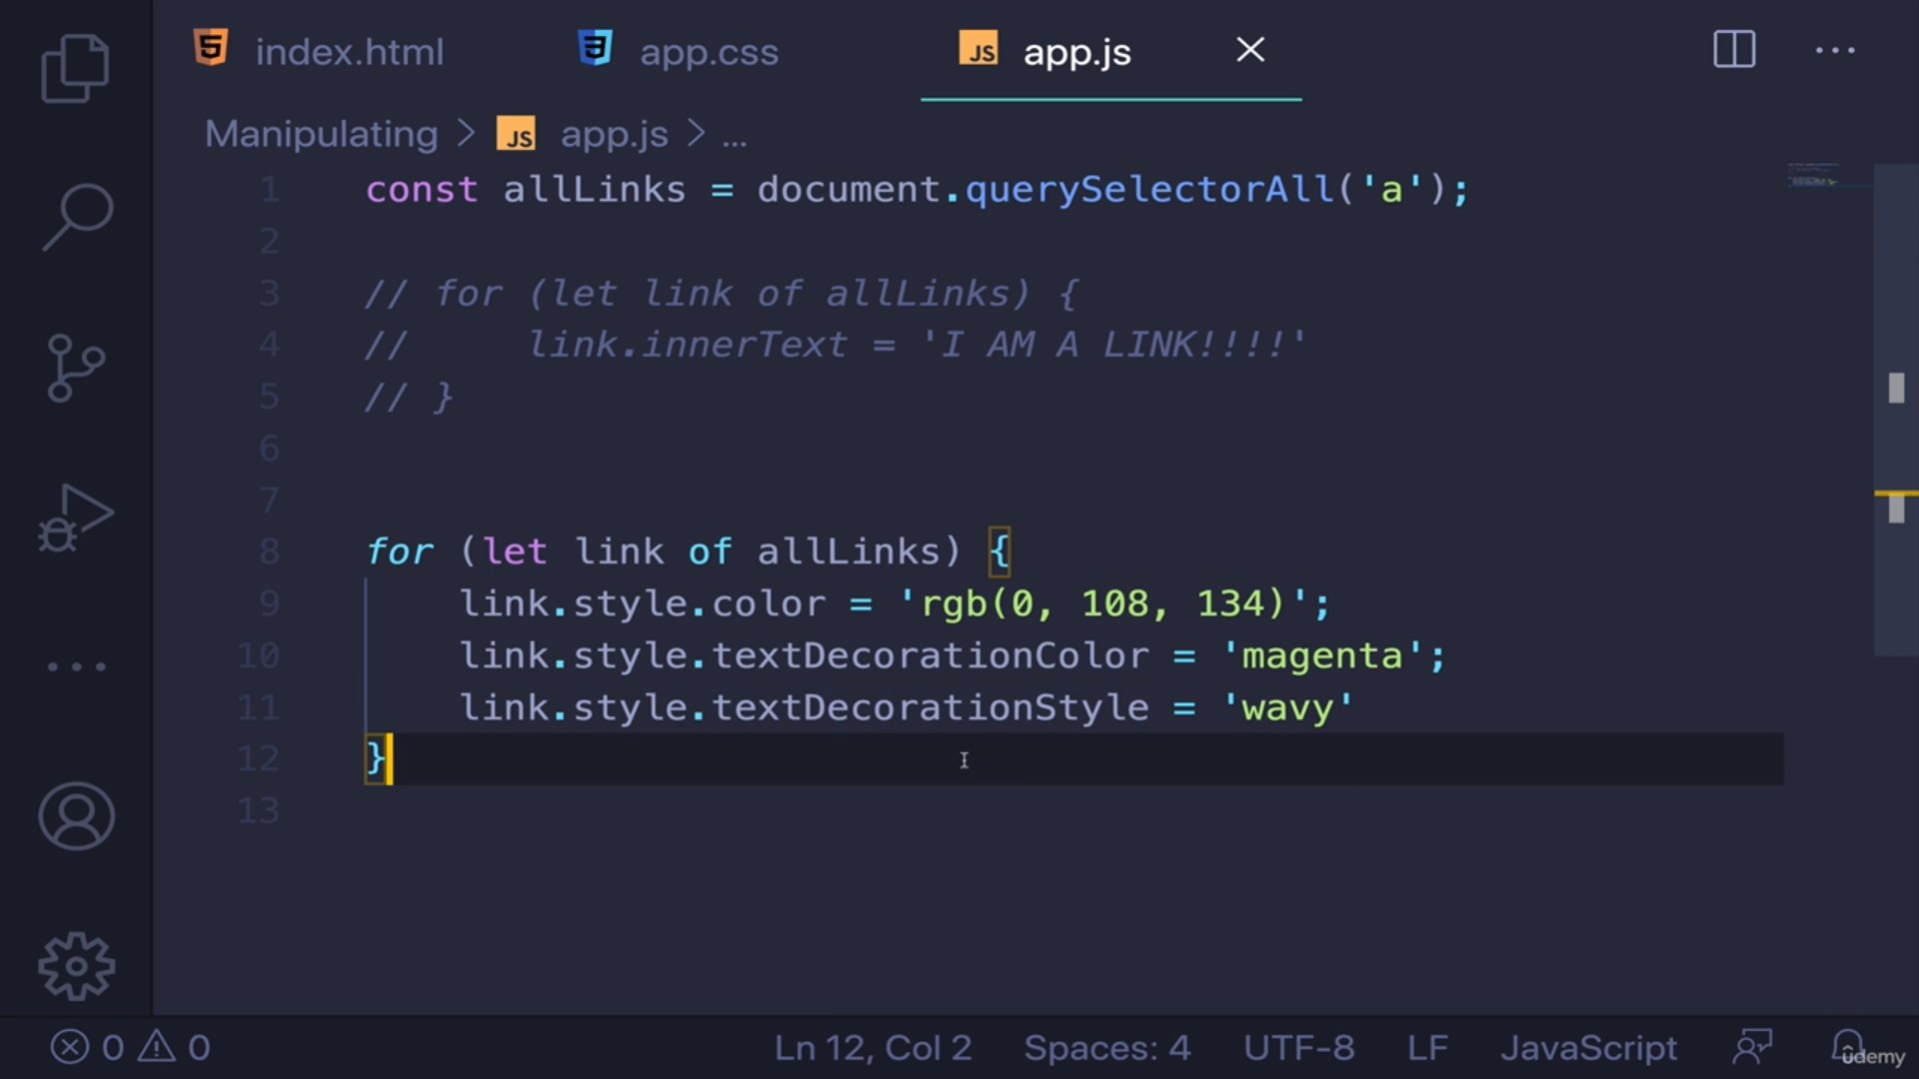 index.html app.css JS app.js
Manipulating > JS app.js > ...
1 const allLinks = document.querySelectorAll('a');
2
3 // for (let link of allLinks) {
4 //     link.innerText = 'I AM A LINK!!!!'
5 // }
6
7
8 for (let link of allLinks) {
9     link.style.color = 'rgb(0, 108, 134)';
10     link.style.textDecorationColor = 'magenta';
11     link.style.textDecorationStyle = 'wavy'
12 }
13
0 0 Ln 12, Col 2 Spaces: 4 UTF-8 LF JavaScript
ûdemy